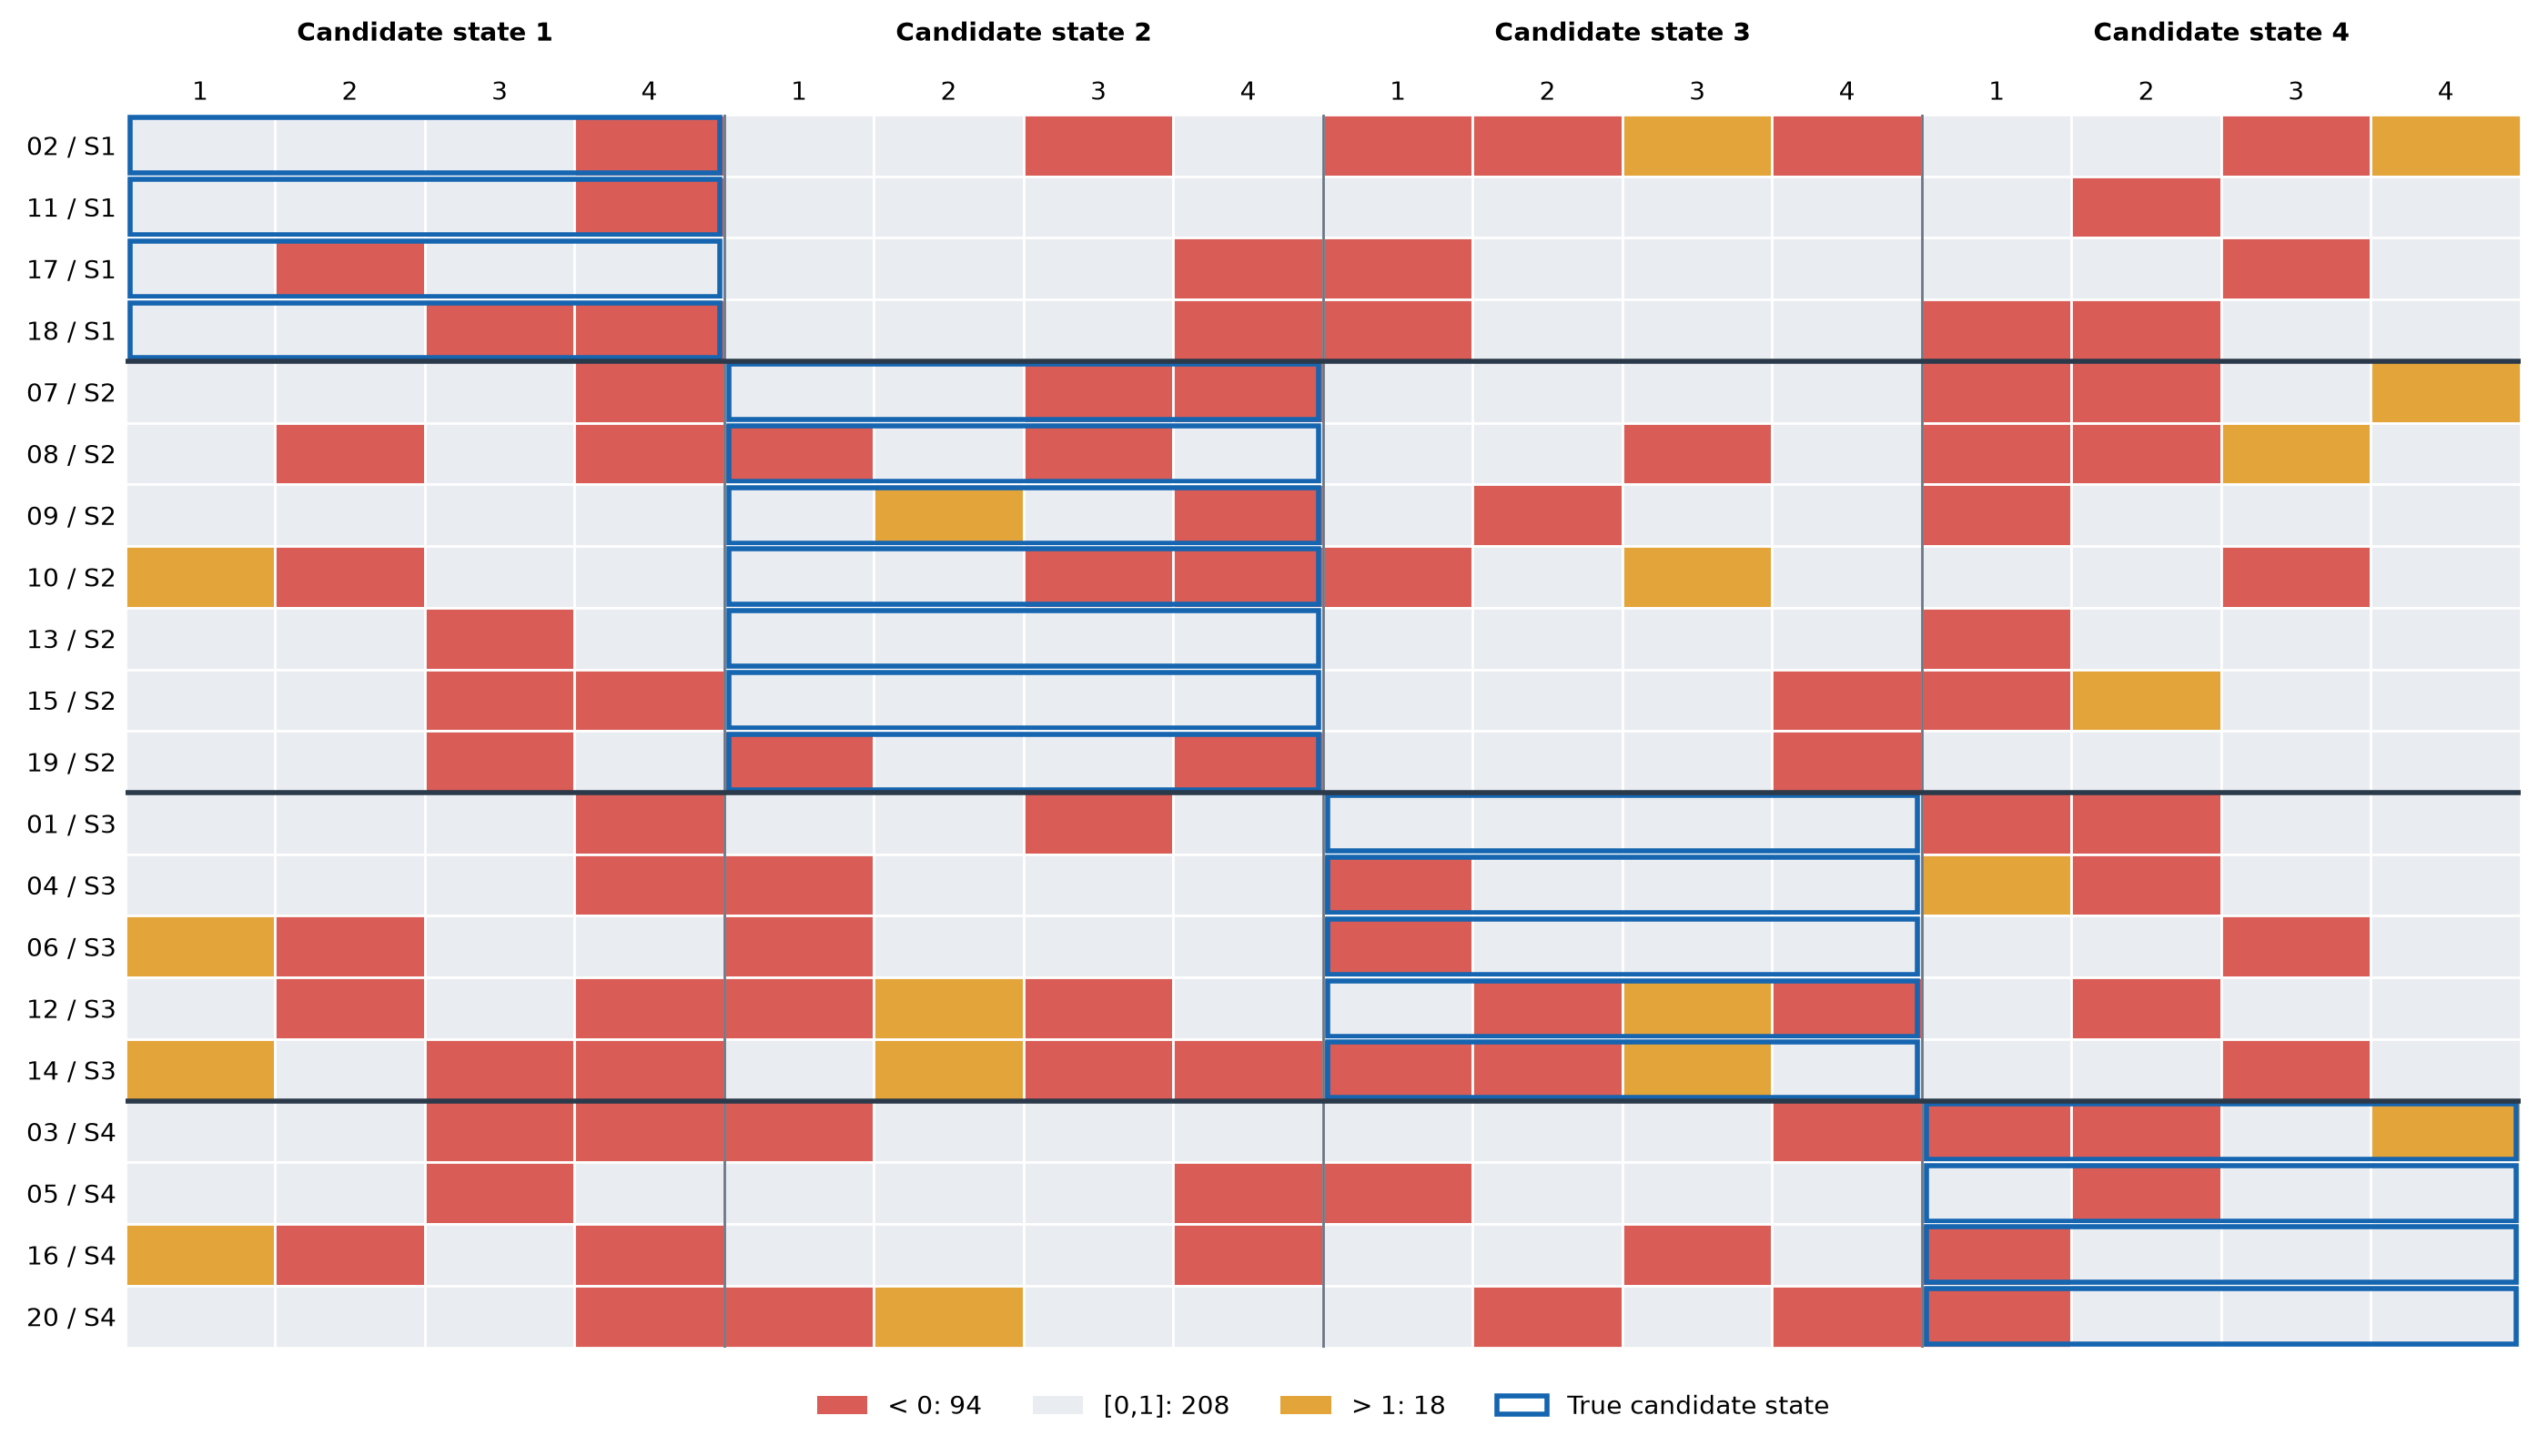 Candidate state 1 Candidate state 2 Candidate state 3 Candidate state 4
1 2 3 4 1 2 3 4 1 2 3 4 1 2 3 4
02 / S1
11 / S1
17 / S1
18 / S1
07 / S2
08 / S2
09 / S2
10 / S2
13 / S2
15 / S2
19 / S2
01 / S3
04 / S3
06 / S3
12 / S3
14 / S3
03 / S4
05 / S4
16 / S4
20 / S4
< 0: 94 [0,1]: 208 > 1: 18 True candidate state